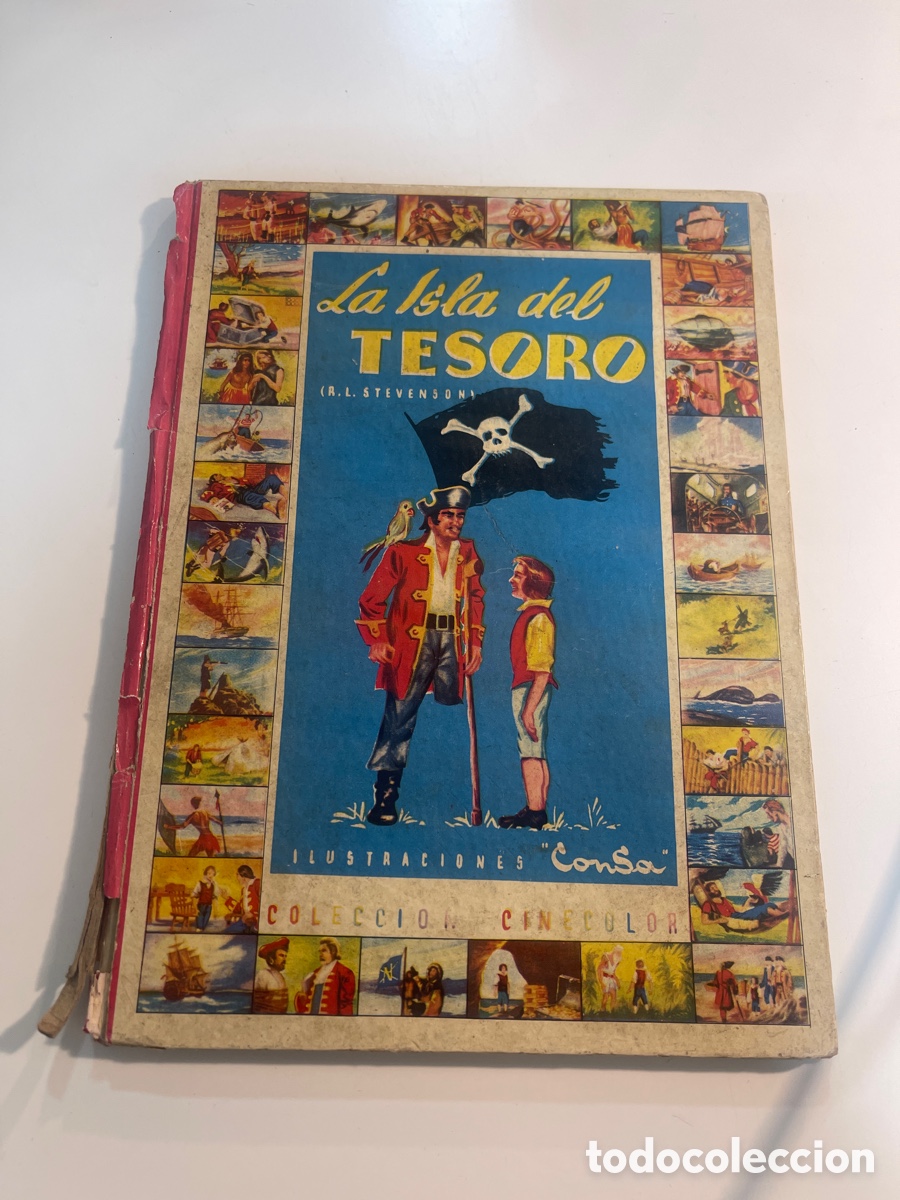 La Isla del
TESORO
(R.L. STEVENSON)
ILUSTRACIONES "ConSa"
COLECCION CINECOLOR
todocoleccion